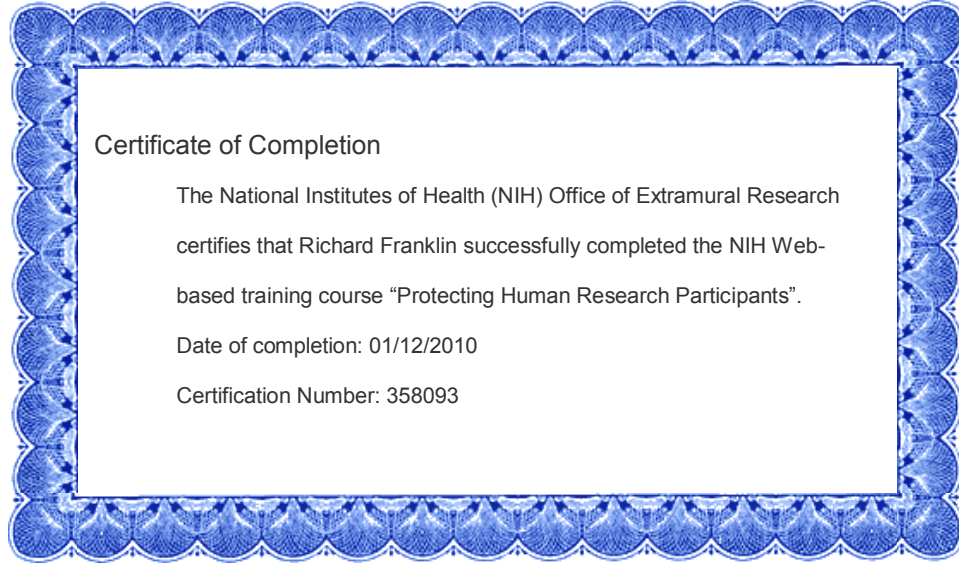 Certificate of Completion
The National Institutes of Health (NIH) Office of Extramural Research
certifies that Richard Franklin successfully completed the NIH Web-
based training course “Protecting Human Research Participants”.
Date of completion: 01/12/2010
Certification Number: 358093